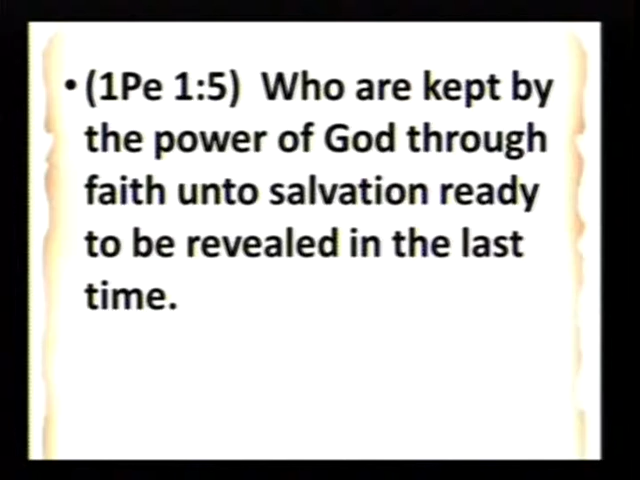 • (1Pe 1:5)  Who are kept by
the power of God through
faith unto salvation ready
to be revealed in the last
time.